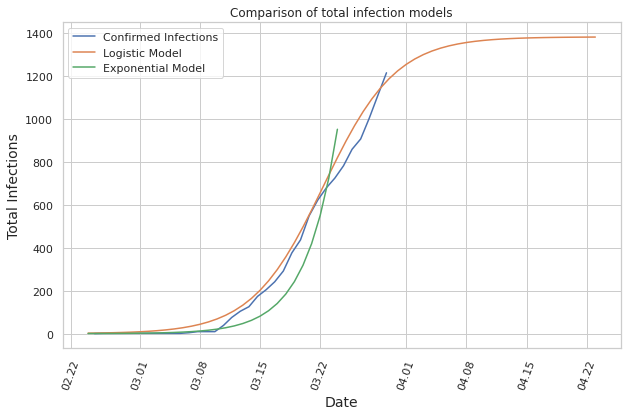 Comparison of total infection models
Confirmed Infections
Logistic Model
Exponential Model
1400
1200
1000
800
600
400
200
0
Total Infections
02.22
03.01
03.08
03.15
03.22
04.01
04.08
04.15
04.22
Date